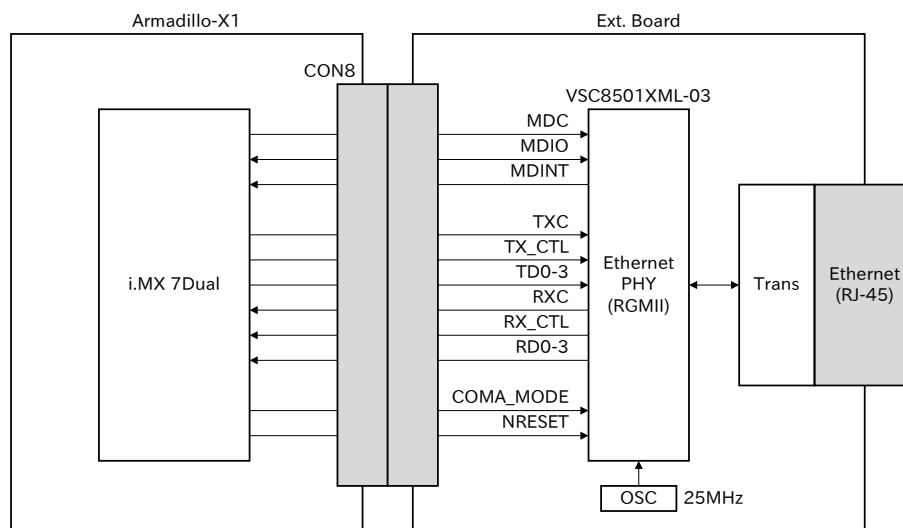 Armadillo-X1
Ext. Board
CON8
VSC8501XML-03
MDC
MDIO
MDINT
TXC
TX_CTL
TD0-3
RXC
RX_CTL
RD0-3
COMA_MODE
NRESET
i.MX 7Dual
Ethernet
PHY
(RGMII)
Trans
Ethernet
(RJ-45)
OSC
25MHz